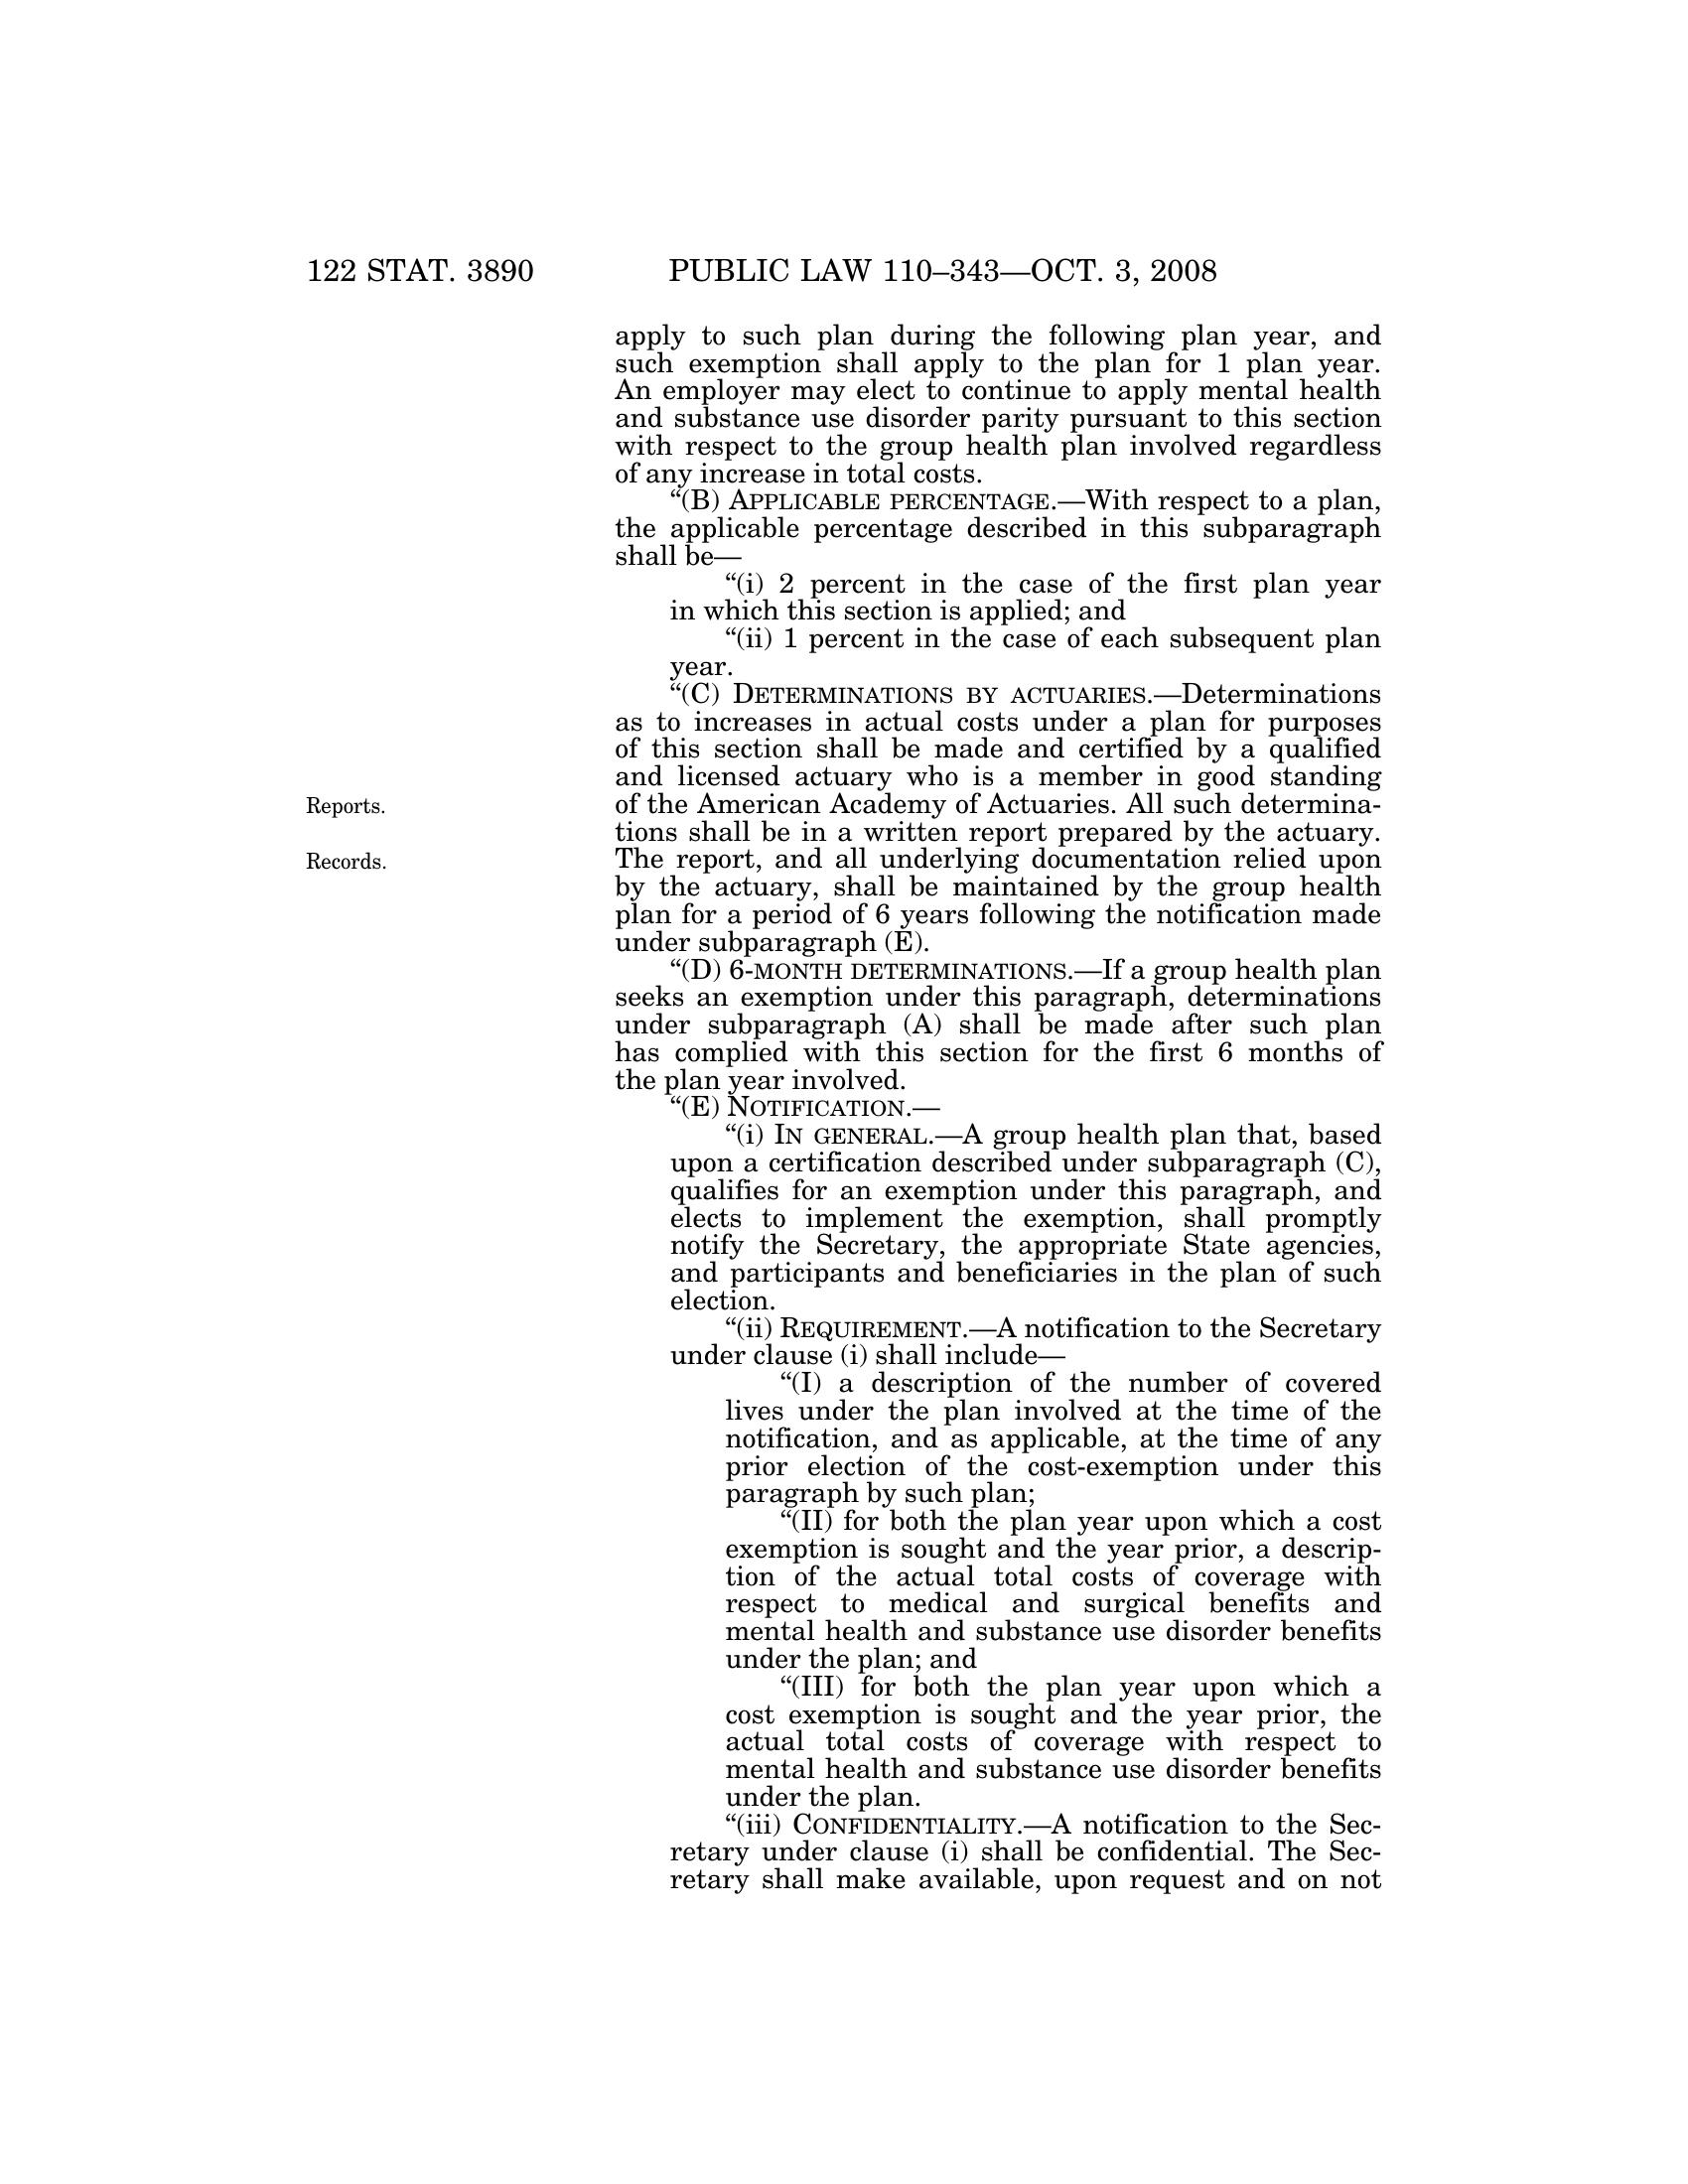 122 STAT. 3890
PUBLIC LAW 110–343—OCT. 3, 2008
apply to such plan during the following plan year, and
such exemption shall apply to the plan for 1 plan year.
An employer may elect to continue to apply mental health
and substance use disorder parity pursuant to this section
with respect to the group health plan involved regardless
of any increase in total costs.
“(B) APPLICABLE PERCENTAGE.—With respect to a plan,
the applicable percentage described in this subparagraph
shall be—
“(i) 2 percent in the case of the first plan year
in which this section is applied; and
“(ii) 1 percent in the case of each subsequent plan
year.
“(C) DETERMINATIONS BY ACTUARIES.—Determinations
as to increases in actual costs under a plan for purposes
of this section shall be made and certified by a qualified
and licensed actuary who is a member in good standing
Reports.
of the American Academy of Actuaries. All such determina-
tions shall be in a written report prepared by the actuary.
Records.
The report, and all underlying documentation relied upon
by the actuary, shall be maintained by the group health
plan for a period of 6 years following the notification made
under subparagraph (E).
“(D) 6-MONTH DETERMINATIONS.—If a group health plan
seeks an exemption under this paragraph, determinations
under subparagraph (A) shall be made after such plan
has complied with this section for the first 6 months of
the plan year involved.
“(E) NOTIFICATION.—
“(i) IN GENERAL.—A group health plan that, based
upon a certification described under subparagraph (C),
qualifies for an exemption under this paragraph, and
elects to implement the exemption, shall promptly
notify the Secretary, the appropriate State agencies,
and participants and beneficiaries in the plan of such
election.
“(ii) REQUIREMENT.—A notification to the Secretary
under clause (i) shall include—
“(I) a description of the number of covered
lives under the plan involved at the time of the
notification, and as applicable, at the time of any
prior election of the cost-exemption under this
paragraph by such plan;
“(II) for both the plan year upon which a cost
exemption is sought and the year prior, a descrip-
tion of the actual total costs of coverage with
respect to medical and surgical benefits and
mental health and substance use disorder benefits
under the plan; and
“(III) for both the plan year upon which a
cost exemption is sought and the year prior, the
actual total costs of coverage with respect to
mental health and substance use disorder benefits
under the plan.
“(iii) CONFIDENTIALITY.—A notification to the Sec-
retary under clause (i) shall be confidential. The Sec-
retary shall make available, upon request and on not